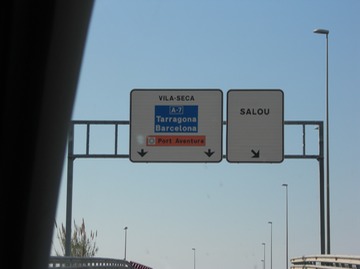 VILA-SECA
A-7
Tarragona
Barcelona
Port Aventura
SALOU